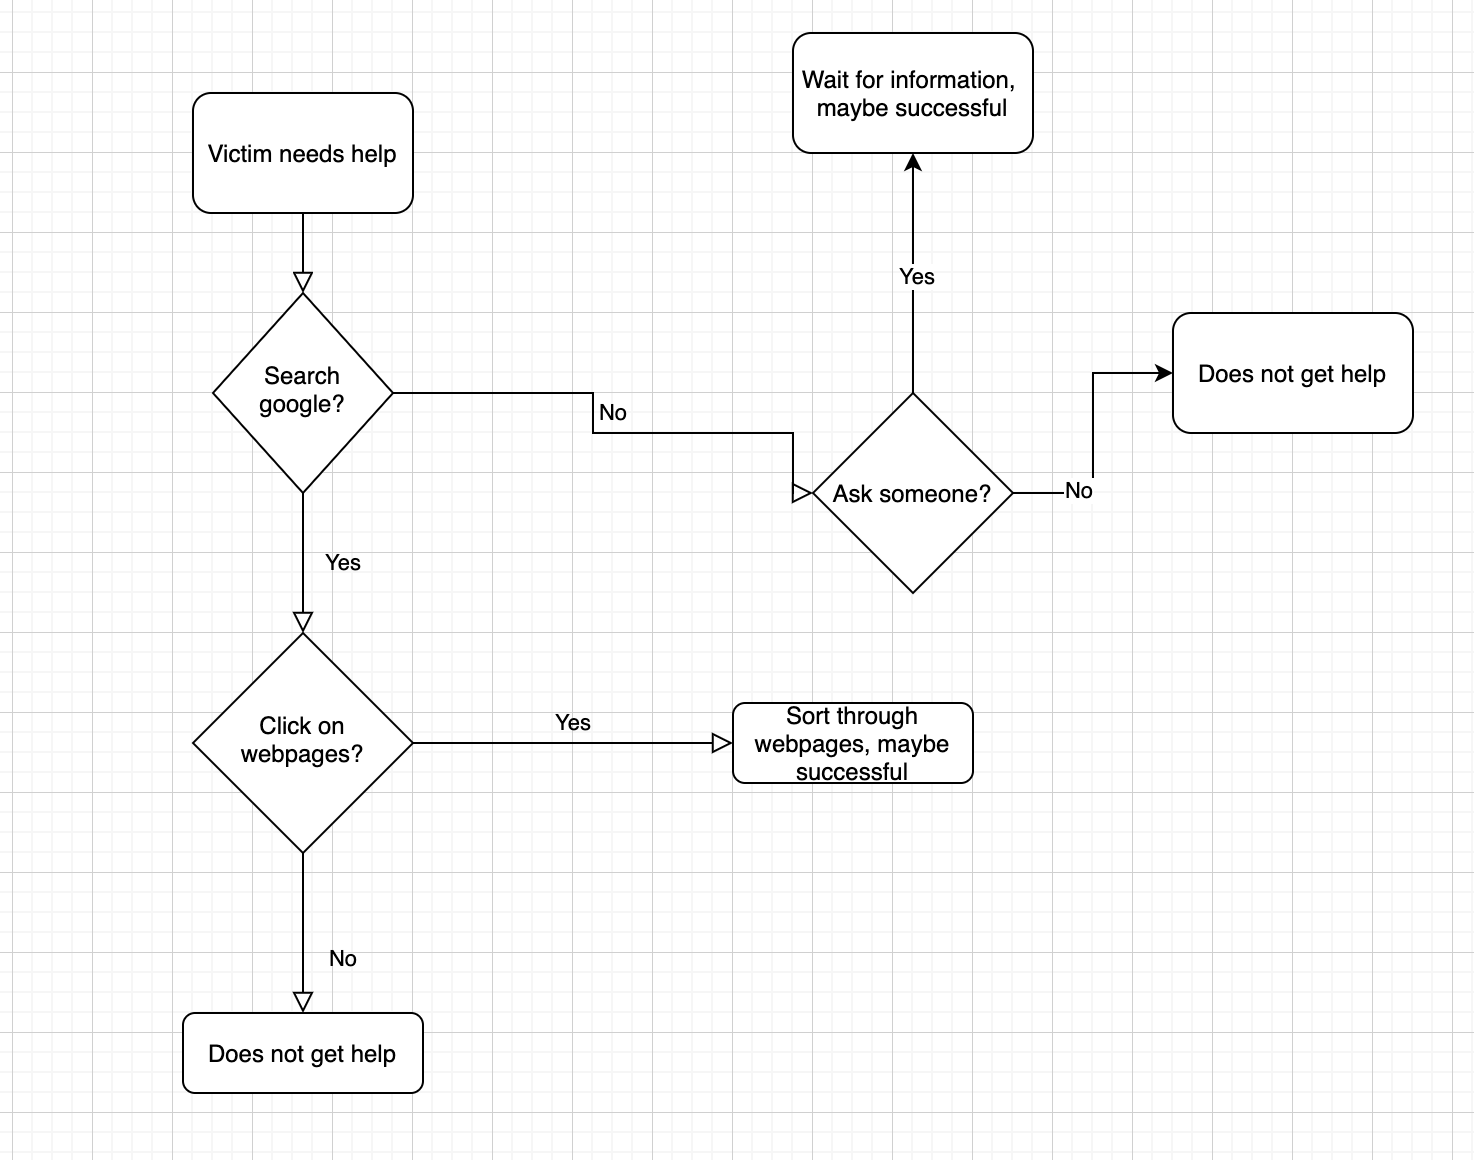 Wait for information,
maybe successful
Victim needs help
Yes
Search
google?
No
Does not get help
Ask someone?
No
Yes
Click on
webpages?
Yes
Sort through
webpages, maybe
successful
No
Does not get help